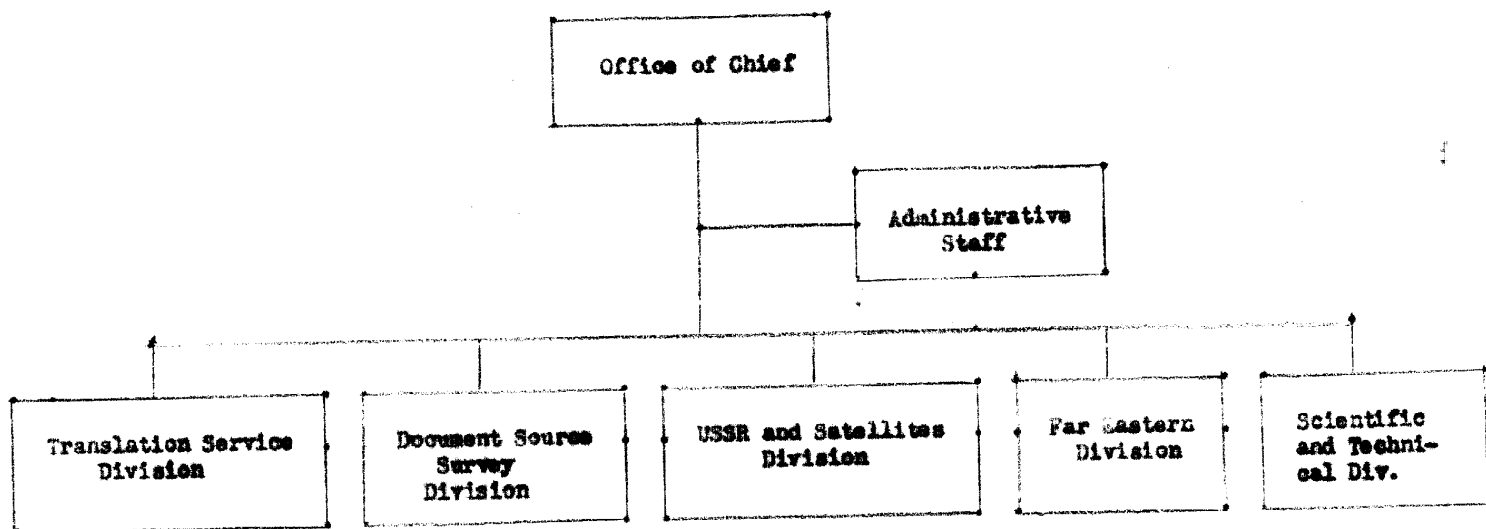 Office of Chief
Administrative
Staff
Translation Service
Division
Document Source
Survey
Division
USSR and Satellites
Division
Far Eastern
Division
Scientific
and Techni-
cal Div.